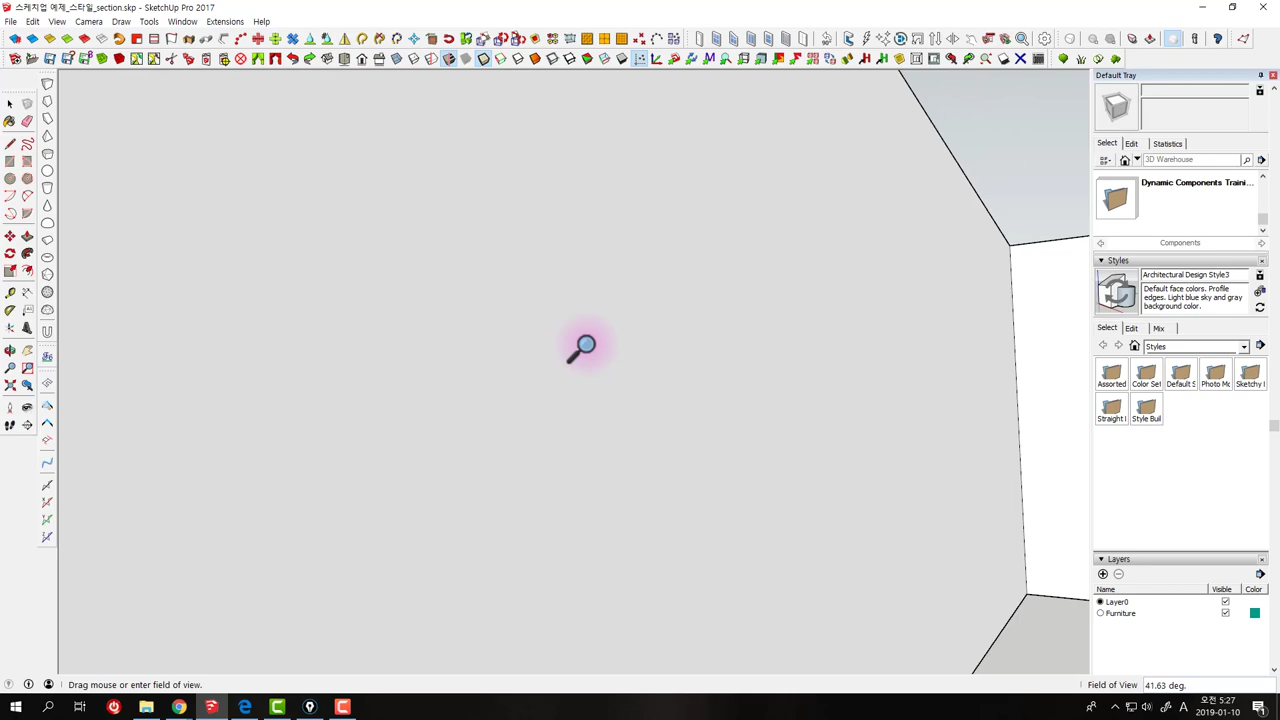 스케치업 예제_스타일_section.skp - SketchUp Pro 2017
File Edit View Camera Draw Tools Window Extensions Help
Default Tray
Select Edit Statistics
3D Warehouse
Dynamic Components Traini...
Components
Styles
Architectural Design Style3
Default face colors. Profile
edges. Light blue sky and gray
background color.
Select Edit Mix
Styles
Assorted Color Set Default S Photo Mo Sketchy I
Straight I Style Buil
Layers
Name Visible Color
Layer0
Furniture
Drag mouse or enter field of view.
Field of View 41.63 deg.
A
오전 5:27
2019-01-10